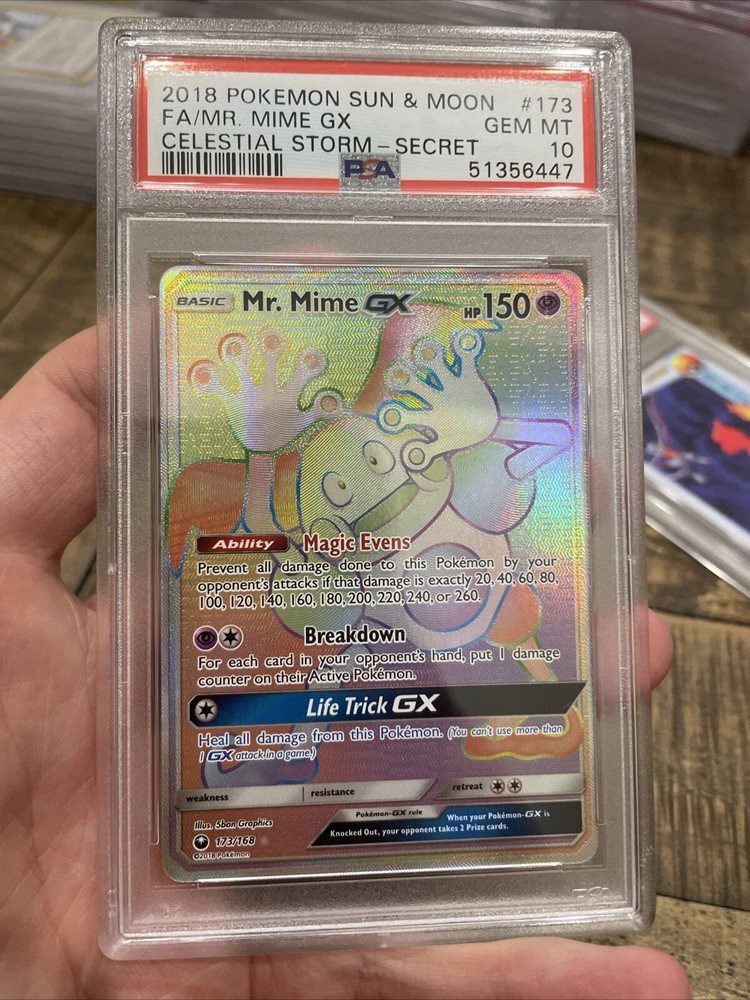 2018 POKEMON SUN & MOON #173
FA/MR. MIME GX GEM MT
CELESTIAL STORM - SECRET 10
PSA 51356447
BASIC Mr. Mime GX HP 150
Ability Magic Evens
Prevent all damage done to this Pokémon by your
opponent's attacks if that damage is exactly 20, 40, 60, 80,
100, 120, 140, 160, 180, 200, 220, 240, or 260.
Breakdown
For each card in your opponent's hand, put 1 damage
counter on their Active Pokémon.
Life Trick GX
Heal all damage from this Pokémon. (You can't use more than
1 GX attack in a game.)
weakness resistance retreat
Illus. 5ban Graphics
Pokémon-GX rule When your Pokémon-GX is
Knocked Out, your opponent takes 2 Prize cards.
173/168
©2018 Pokémon
PSA